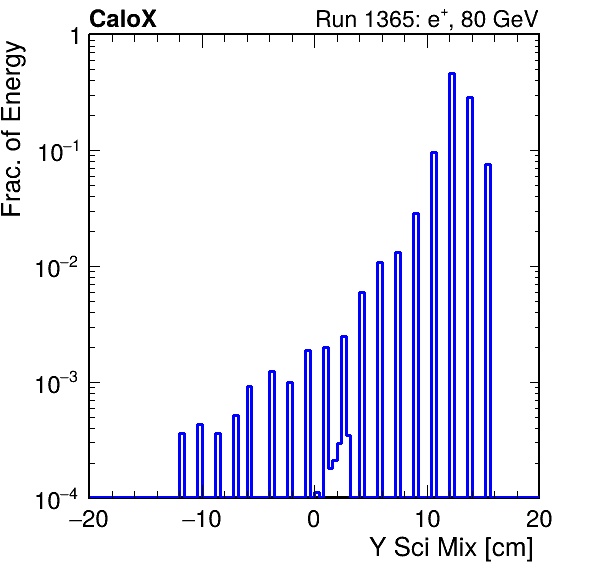 CaloX Run 1365: e⁺, 80 GeV
Frac. of Energy
1
10⁻¹
10⁻²
10⁻³
10⁻⁴
−20 −10 0 10 20
Y Sci Mix [cm]